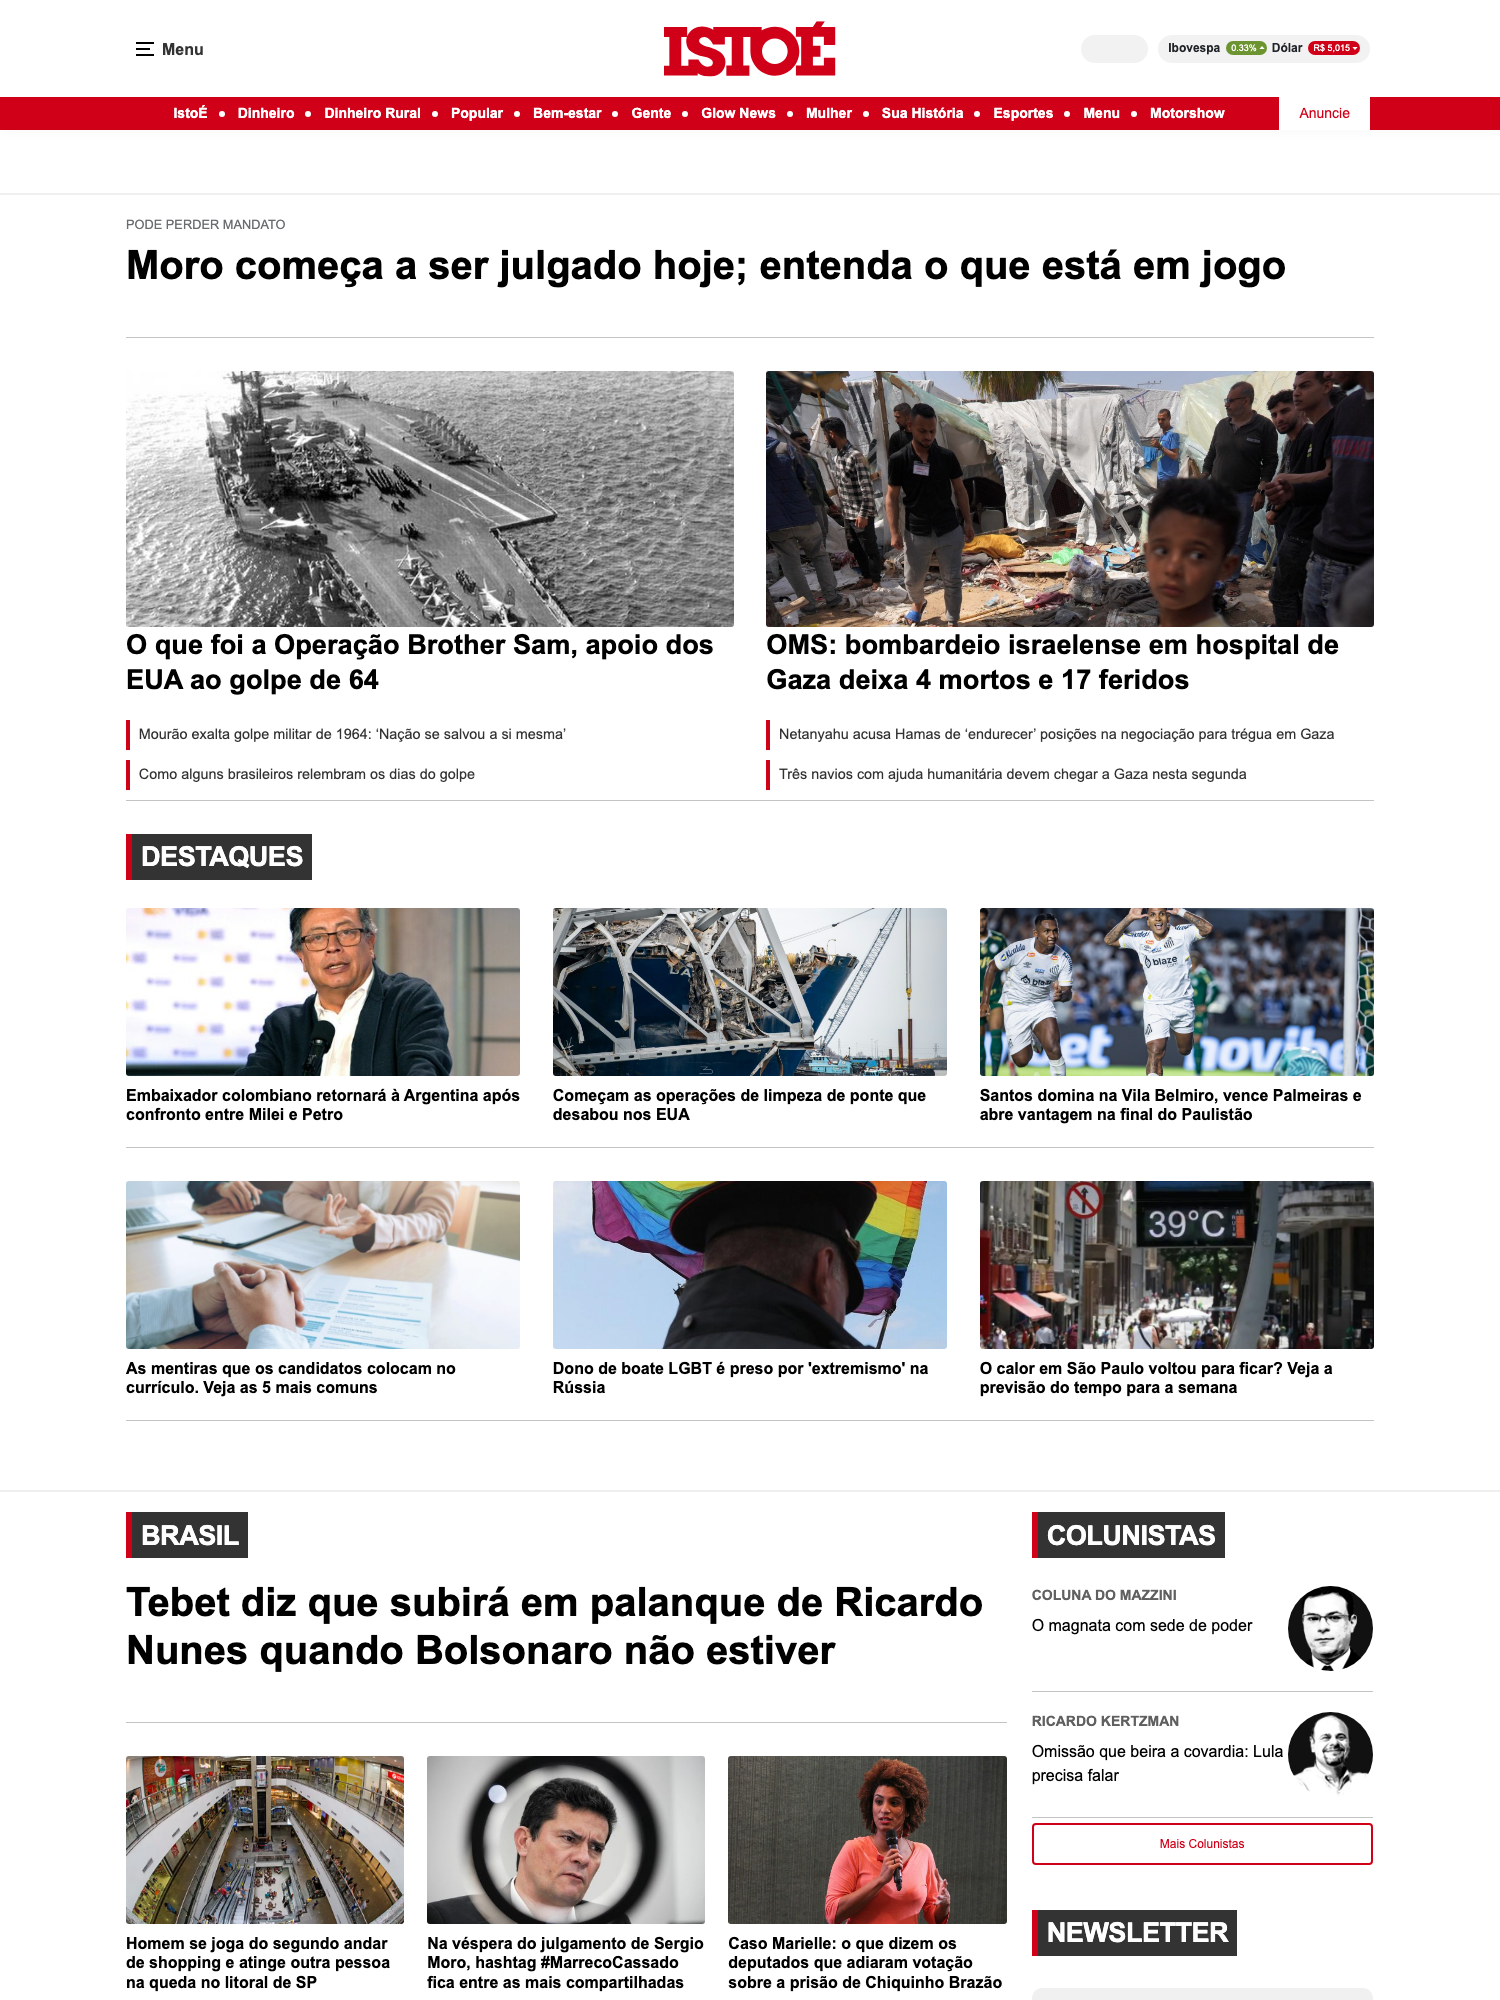 Menu
ISTOÉ
Ibovespa 0.33% Dólar R$ 5,015
IstoÉ • Dinheiro • Dinheiro Rural • Popular • Bem-estar • Gente • Glow News • Mulher • Sua História • Esportes • Menu • Motorshow
Anuncie
PODE PERDER MANDATO
Moro começa a ser julgado hoje; entenda o que está em jogo
O que foi a Operação Brother Sam, apoio dos
EUA ao golpe de 64
Mourão exalta golpe militar de 1964: ‘Nação se salvou a si mesma’
Como alguns brasileiros relembram os dias do golpe
OMS: bombardeio israelense em hospital de
Gaza deixa 4 mortos e 17 feridos
Netanyahu acusa Hamas de ‘endurecer’ posições na negociação para trégua em Gaza
Três navios com ajuda humanitária devem chegar a Gaza nesta segunda
DESTAQUES
blaze
Embaixador colombiano retornará à Argentina após
confronto entre Milei e Petro
Começam as operações de limpeza de ponte que
desabou nos EUA
Santos domina na Vila Belmiro, vence Palmeiras e
abre vantagem na final do Paulistão
39°C
As mentiras que os candidatos colocam no
currículo. Veja as 5 mais comuns
Dono de boate LGBT é preso por 'extremismo' na
Rússia
O calor em São Paulo voltou para ficar? Veja a
previsão do tempo para a semana
BRASIL
Tebet diz que subirá em palanque de Ricardo
Nunes quando Bolsonaro não estiver
Homem se joga do segundo andar
de shopping e atinge outra pessoa
na queda no litoral de SP
Na véspera do julgamento de Sergio
Moro, hashtag #MarrecoCassado
fica entre as mais compartilhadas
Caso Marielle: o que dizem os
deputados que adiaram votação
sobre a prisão de Chiquinho Brazão
COLUNISTAS
COLUNA DO MAZZINI
O magnata com sede de poder
RICARDO KERTZMAN
Omissão que beira a covardia: Lula
precisa falar
Mais Colunistas
NEWSLETTER